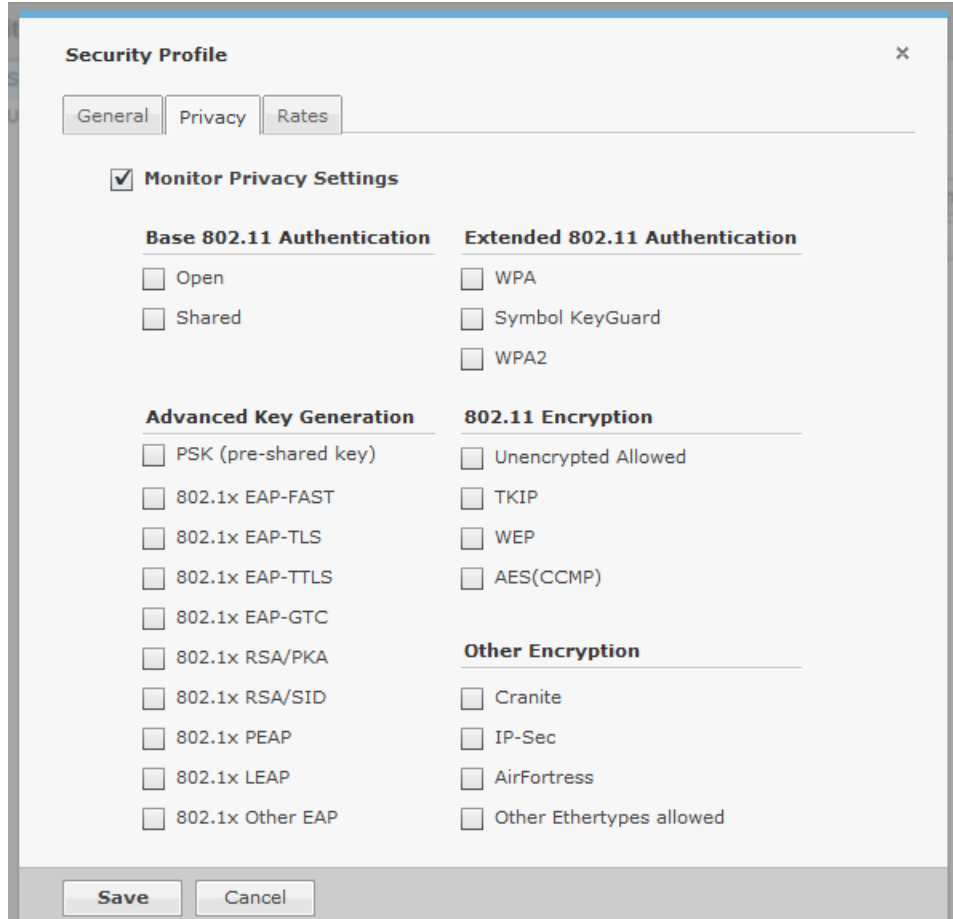 Security Profile
General Privacy Rates
Monitor Privacy Settings
Base 802.11 Authentication
Open
Shared
Extended 802.11 Authentication
WPA
Symbol KeyGuard
WPA2
Advanced Key Generation
PSK (pre-shared key)
802.1x EAP-FAST
802.1x EAP-TLS
802.1x EAP-TTLS
802.1x EAP-GTC
802.1x RSA/PKA
802.1x RSA/SID
802.1x PEAP
802.1x LEAP
802.1x Other EAP
802.11 Encryption
Unencrypted Allowed
TKIP
WEP
AES(CCMP)
Other Encryption
Cranite
IP-Sec
AirFortress
Other Ethertypes allowed
Save Cancel